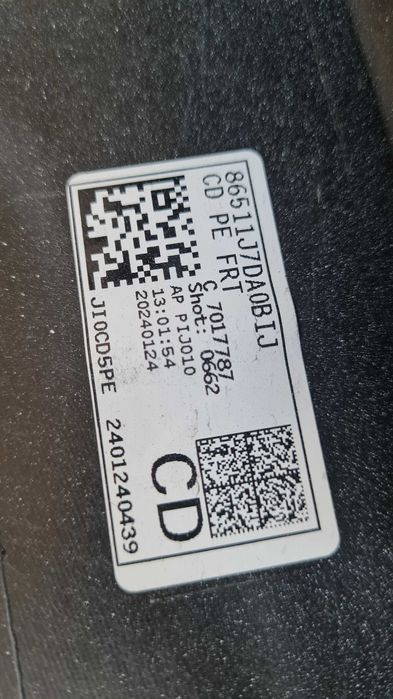 86511J7DA0BIJ
CD PE FRT
C 7017787
Shot: 0662
AP PIJ010
13:01:54
20240124
CD
JI0CD5PE 2401240439